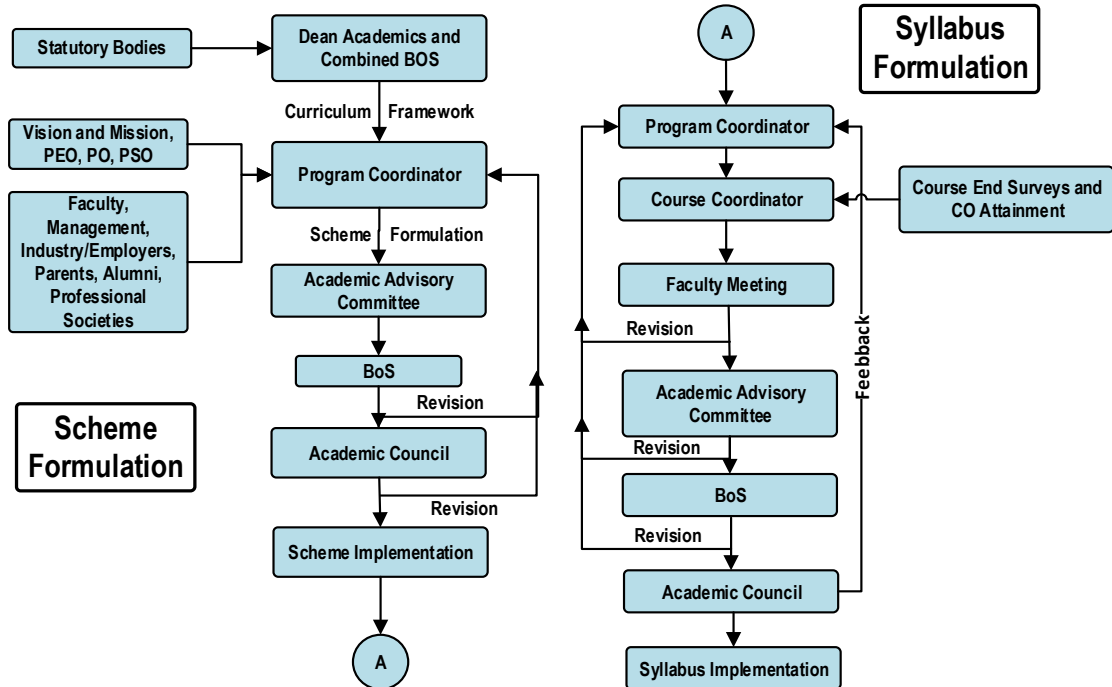 Statutory Bodies
Dean Academics and
Combined BOS
Curriculum Framework
Vision and Mission,
PEO, PO, PSO
Program Coordinator
Faculty,
Management,
Industry/Employers,
Parents, Alumni,
Professional
Societies
Scheme Formulation
Academic Advisory
Committee
BoS
Revision
Scheme
Formulation
Academic Council
Revision
Scheme Implementation
A
A
Syllabus
Formulation
Program Coordinator
Course Coordinator
Course End Surveys and
CO Attainment
Faculty Meeting
Revision
Feebback
Academic Advisory
Committee
Revision
BoS
Revision
Academic Council
Syllabus Implementation